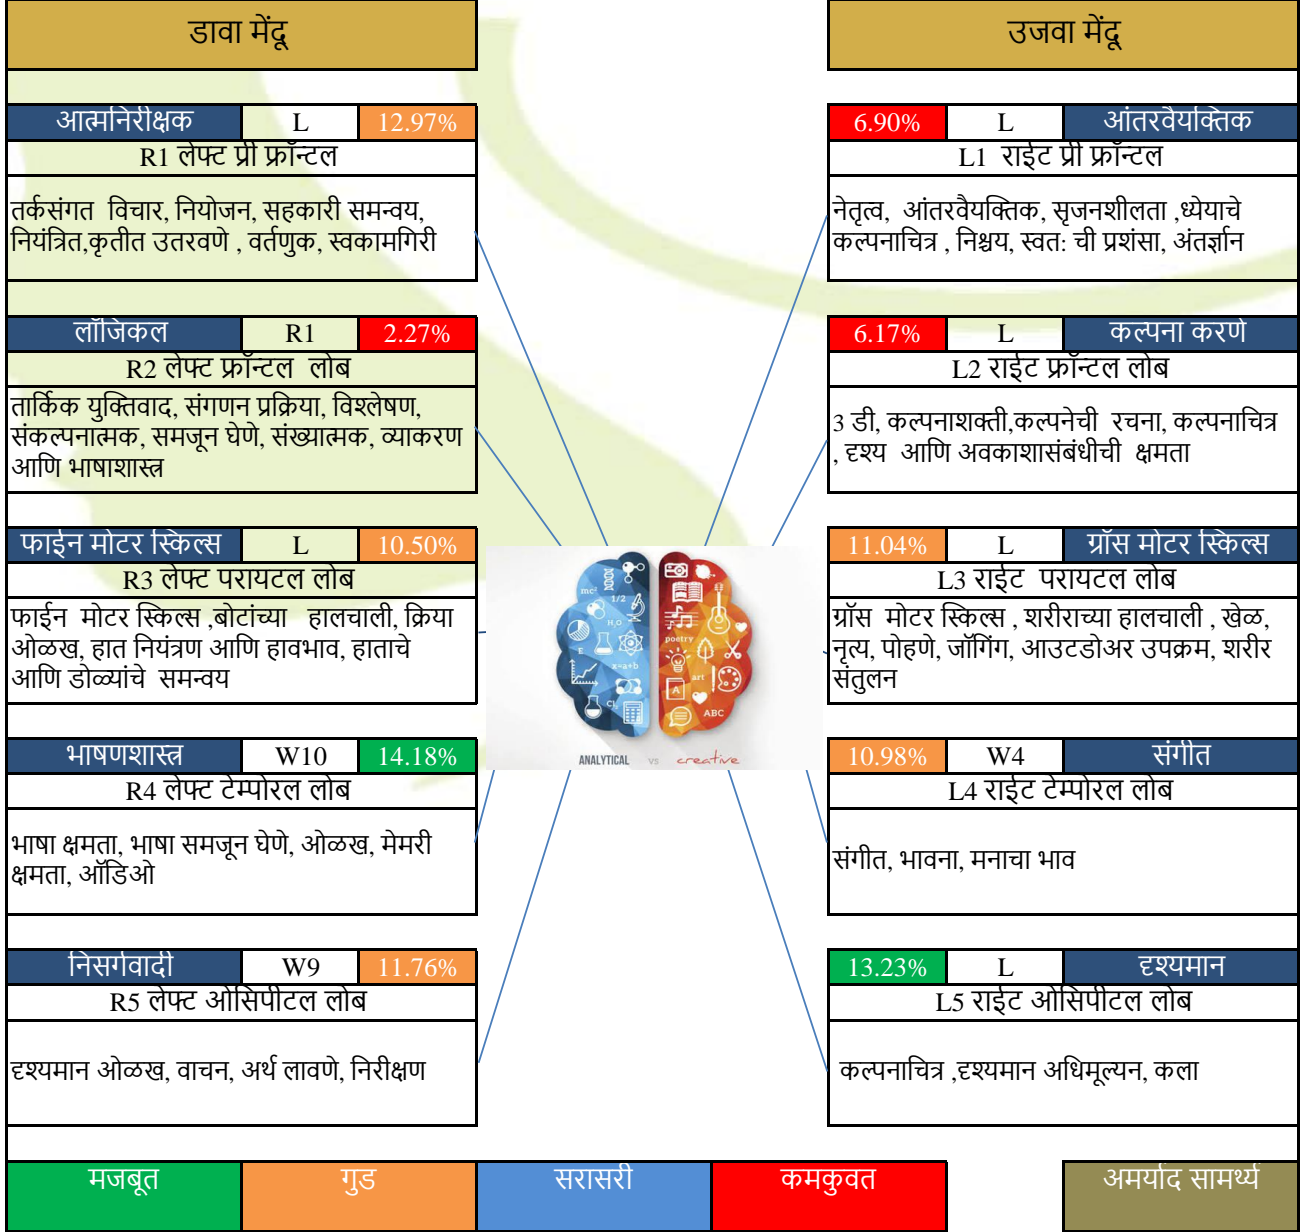 डावा मेंदू
उजवा मेंदू
आत्मनिरीक्षक L 12.97%
R1 लेफ्ट प्री फ्रॉन्टल
तर्कसंगत विचार, नियोजन, सहकारी समन्वय,
नियंत्रित,कृतीत उतरवणे , वर्तणुक, स्वकामगिरी
6.90% L आंतरवैयक्तिक
L1 राईट प्री फ्रॉन्टल
नेतृत्व, आंतरवैयक्तिक, सृजनशीलता ,ध्येयाचे
कल्पनाचित्र , निश्चय, स्वत: ची प्रशंसा, अंतर्ज्ञान
लॉजिकल R1 2.27%
R2 लेफ्ट फ्रॉन्टल लोब
तार्किक युक्तिवाद, संगणन प्रक्रिया, विश्लेषण,
संकल्पनात्मक, समजून घेणे, संख्यात्मक, व्याकरण
आणि भाषाशास्त्र
6.17% L कल्पना करणे
L2 राईट फ्रॉन्टल लोब
3 डी, कल्पनाशक्ती,कल्पनेची रचना, कल्पनाचित्र
, दृश्य आणि अवकाशासंबंधीची क्षमता
फाईन मोटर स्किल्स L 10.50%
R3 लेफ्ट परायटल लोब
फाईन मोटर स्किल्स ,बोटांच्या हालचाली, क्रिया
ओळख, हात नियंत्रण आणि हावभाव, हाताचे
आणि डोळ्यांचे समन्वय
11.04% L ग्रॉस मोटर स्किल्स
L3 राईट परायटल लोब
ग्रॉस मोटर स्किल्स , शरीराच्या हालचाली , खेळ,
नृत्य, पोहणे, जॉगिंग, आउटडोअर उपक्रम, शरीर
संतुलन
mc²
1/2
H₂O
E
x=a+b
poetry
art
A
ABC
ANALYTICAL vs creative
भाषणशास्त्र W10 14.18%
R4 लेफ्ट टेम्पोरल लोब
भाषा क्षमता, भाषा समजून घेणे, ओळख, मेमरी
क्षमता, ऑडिओ
10.98% W4 संगीत
L4 राईट टेम्पोरल लोब
संगीत, भावना, मनाचा भाव
निसर्गवादी W9 11.76%
R5 लेफ्ट ओसिपीटल लोब
दृश्यमान ओळख, वाचन, अर्थ लावणे, निरीक्षण
13.23% L दृश्यमान
L5 राईट ओसिपीटल लोब
कल्पनाचित्र ,दृश्यमान अधिमूल्यन, कला
मजबूत गुड सरासरी कमकुवत अमर्याद सामर्थ्य